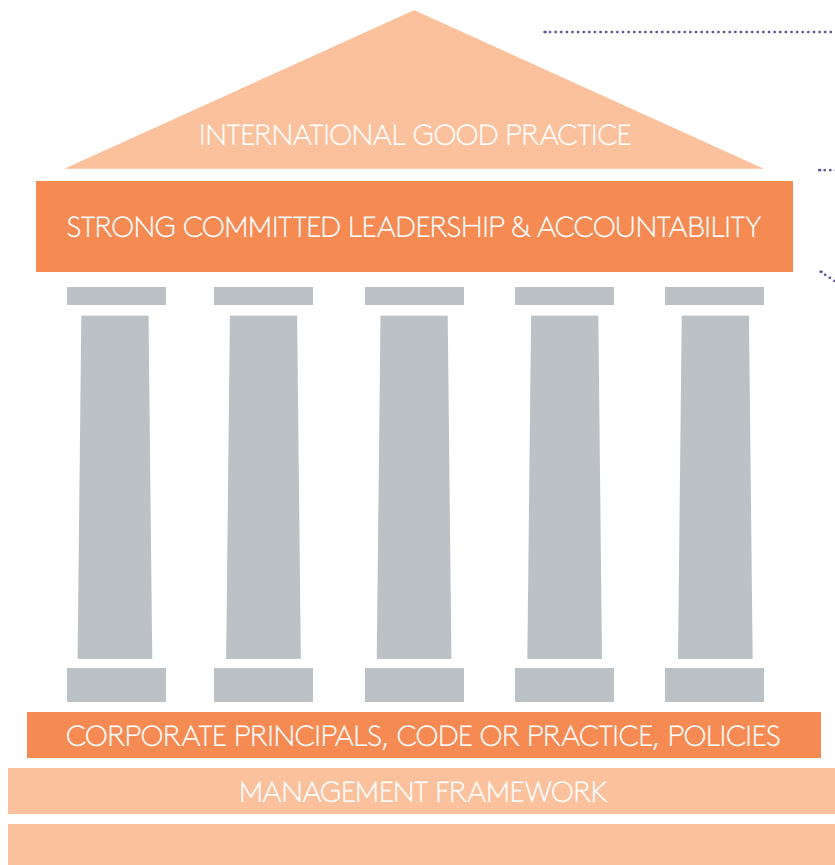 INTERNATIONAL GOOD PRACTICE
STRONG COMMITTED LEADERSHIP & ACCOUNTABILITY
CORPORATE PRINCIPALS, CODE OR PRACTICE, POLICIES
MANAGEMENT FRAMEWORK